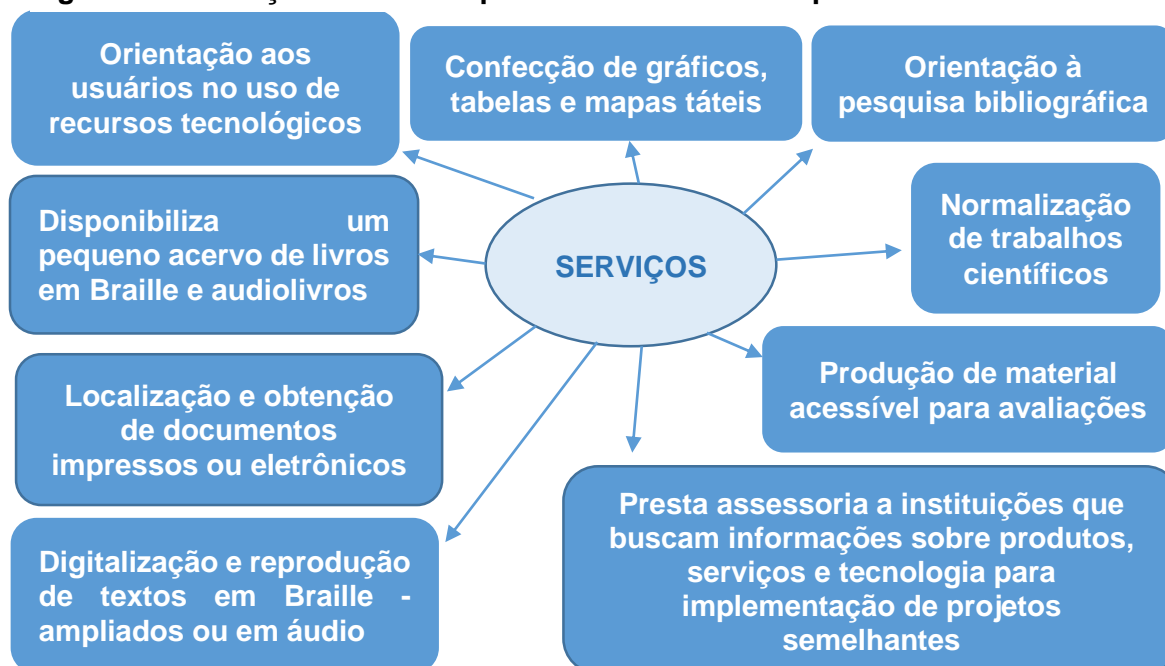 Orientação aos
usuários no uso de
recursos tecnológicos
Confecção de gráficos,
tabelas e mapas táteis
Orientação à
pesquisa bibliográfica
Disponibiliza um
pequeno acervo de livros
em Braille e audiolivros
SERVIÇOS
Normalização
de trabalhos
científicos
Localização e obtenção
de documentos
impressos ou eletrônicos
Produção de material
acessível para avaliações
Digitalização e reprodução
de textos em Braille -
ampliados ou em áudio
Presta assessoria a instituições que
buscam informações sobre produtos,
serviços e tecnologia para
implementação de projetos
semelhantes